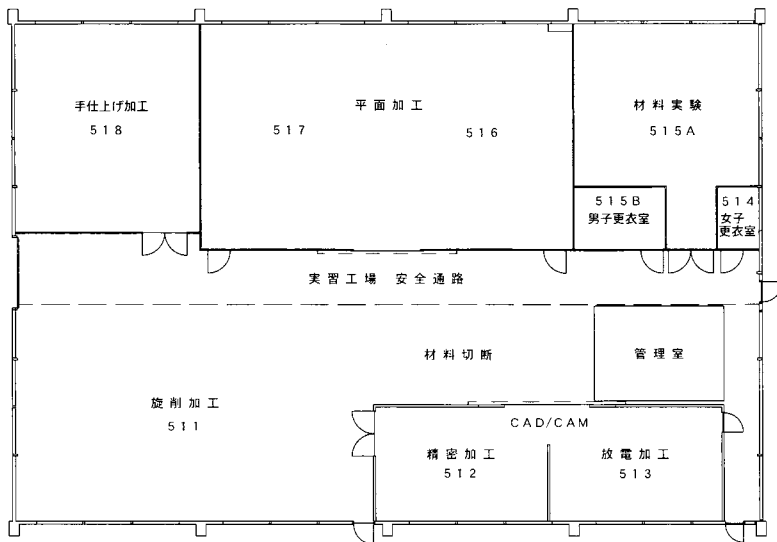 手仕上げ加工
518
平面加工
517
516
材料実験
515A
515B
男子更衣室
514
女子
更衣室
実習工場 安全通路
材料切断
管理室
旋削加工
511
CAD/CAM
精密加工
512
放電加工
513